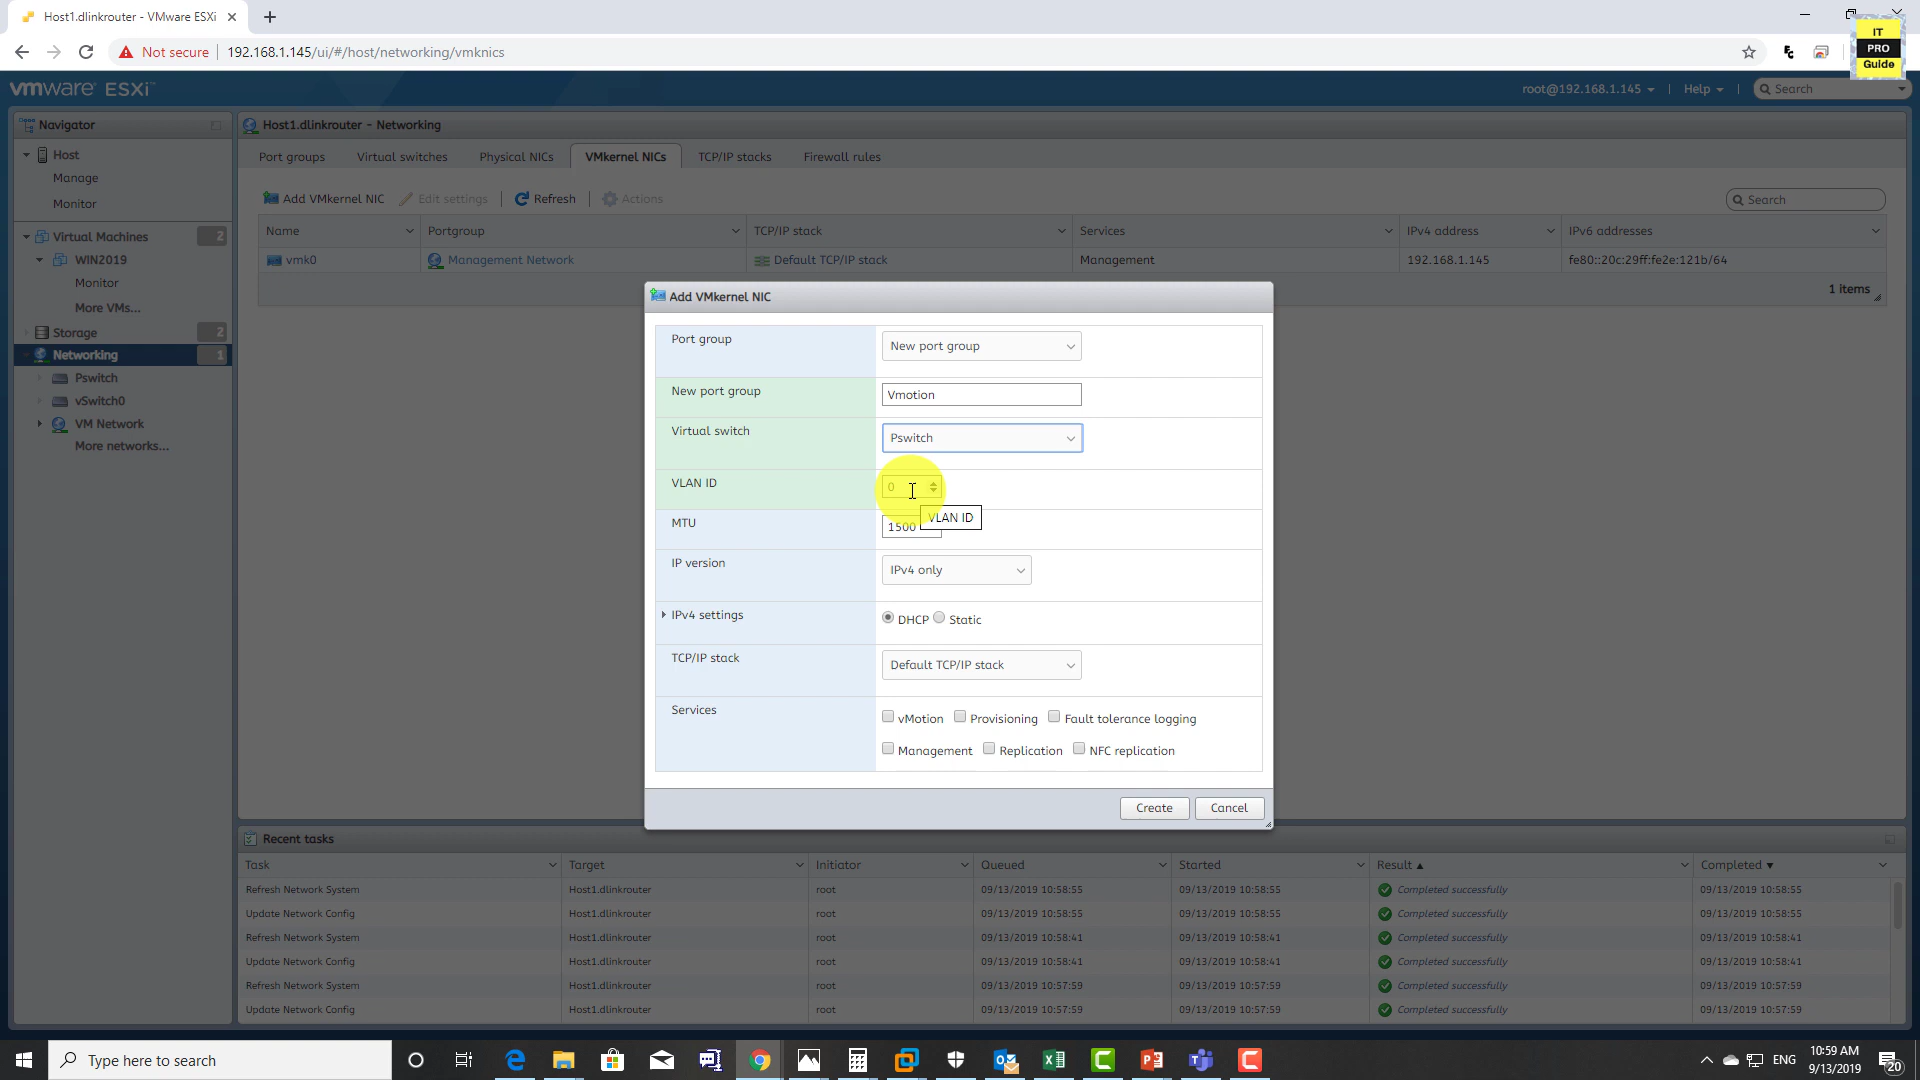 Host1.dlinkrouter - VMware ESXi
IT
PRO
Guide
Not secure
192.168.1.145/ui/#/host/networking/vmknics
vmware ESXi™
root@192.168.1.145
Help
Search
Navigator
Host1.dlinkrouter - Networking
Host
Manage
Monitor
Virtual Machines
2
WIN2019
Monitor
More VMs...
Storage
2
Networking
1
Pswitch
vSwitch0
VM Network
More networks...
Port groups
Virtual switches
Physical NICs
VMkernel NICs
TCP/IP stacks
Firewall rules
Add VMkernel NIC
Edit settings
Refresh
Actions
Search
Name
Portgroup
TCP/IP stack
Services
IPv4 address
IPv6 addresses
vmk0
Management Network
Default TCP/IP stack
Management
192.168.1.145
fe80::20c:29ff:fe2e:121b/64
1 items
Add VMkernel NIC
Port group
New port group
New port group
Vmotion
Virtual switch
Pswitch
VLAN ID
0
VLAN ID
MTU
1500
IP version
IPv4 only
IPv4 settings
DHCP
Static
TCP/IP stack
Default TCP/IP stack
Services
vMotion
Provisioning
Fault tolerance logging
Management
Replication
NFC replication
Create
Cancel
Recent tasks
Task
Target
Initiator
Queued
Started
Result
Completed
Refresh Network System
Host1.dlinkrouter
root
09/13/2019 10:58:55
09/13/2019 10:58:55
Completed successfully
09/13/2019 10:58:55
Update Network Config
Host1.dlinkrouter
root
09/13/2019 10:58:55
09/13/2019 10:58:55
Completed successfully
09/13/2019 10:58:55
Refresh Network System
Host1.dlinkrouter
root
09/13/2019 10:58:41
09/13/2019 10:58:41
Completed successfully
09/13/2019 10:58:41
Update Network Config
Host1.dlinkrouter
root
09/13/2019 10:58:41
09/13/2019 10:58:41
Completed successfully
09/13/2019 10:58:41
Refresh Network System
Host1.dlinkrouter
root
09/13/2019 10:57:59
09/13/2019 10:57:59
Completed successfully
09/13/2019 10:57:59
Update Network Config
Host1.dlinkrouter
root
09/13/2019 10:57:59
09/13/2019 10:57:59
Completed successfully
09/13/2019 10:57:59
Type here to search
ENG
10:59 AM
9/13/2019
20